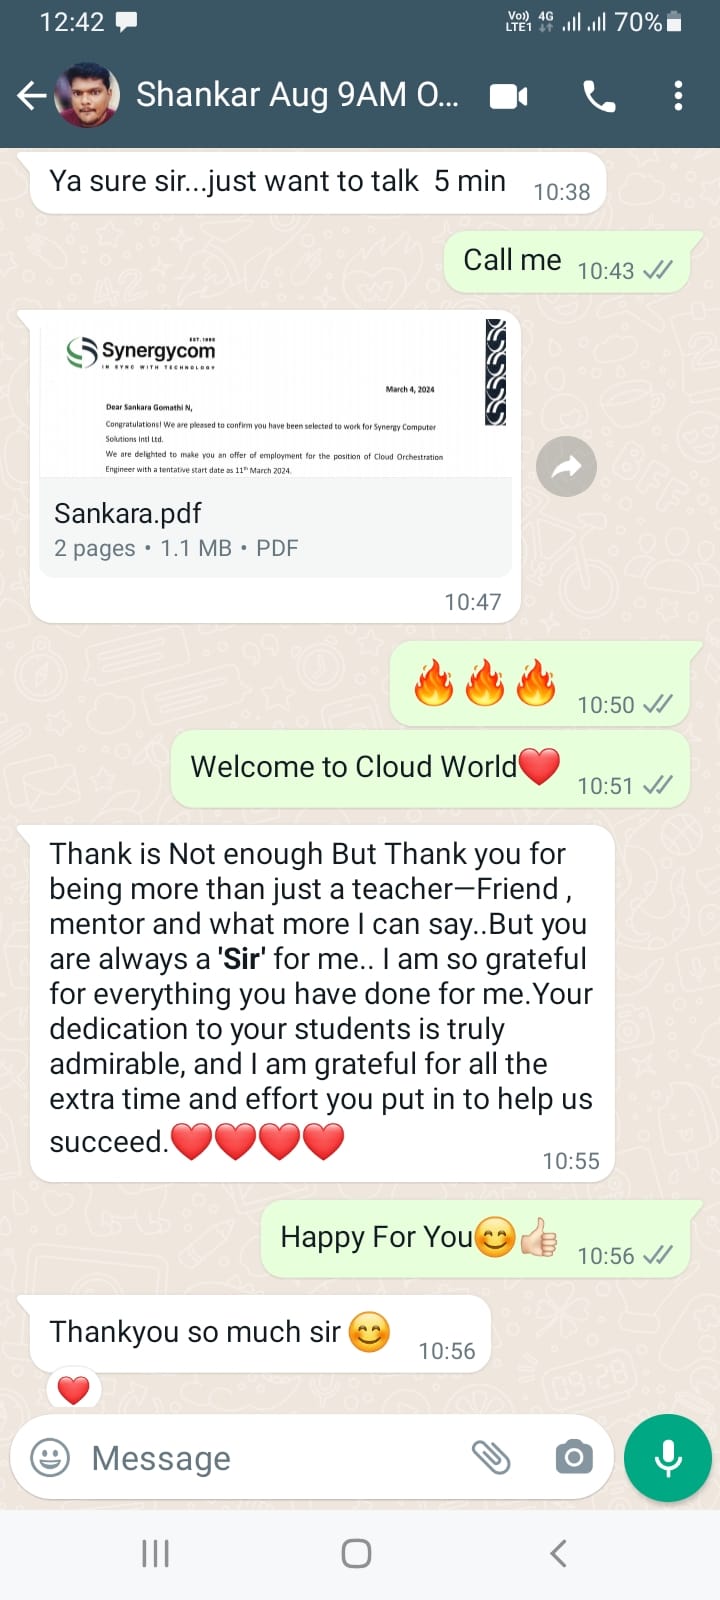 12:42
Vo)) 4G 70%
LTE1
Shankar Aug 9AM O...
Ya sure sir...just want to talk 5 min 10:38
Call me 10:43
EST. 1998
Synergycom
IN SYNC WITH TECHNOLOGY
March 4, 2024
Dear Sankara Gomathi N,
Congratulations! We are pleased to confirm you have been selected to work for Synergy Computer
Solutions Intl Ltd.
We are delighted to make you an offer of employment for the position of Cloud Orchestration
Engineer with a tentative start date as 11th March 2024.
Sankara.pdf
2 pages • 1.1 MB • PDF
10:47
🔥🔥🔥 10:50
Welcome to Cloud World❤️ 10:51
Thank is Not enough But Thank you for
being more than just a teacher—Friend ,
mentor and what more I can say..But you
are always a 'Sir' for me.. I am so grateful
for everything you have done for me.Your
dedication to your students is truly
admirable, and I am grateful for all the
extra time and effort you put in to help us
succeed.❤️❤️❤️❤️
10:55
Happy For You😊👍🏻 10:56
Thankyou so much sir 😊 10:56
❤️
Message